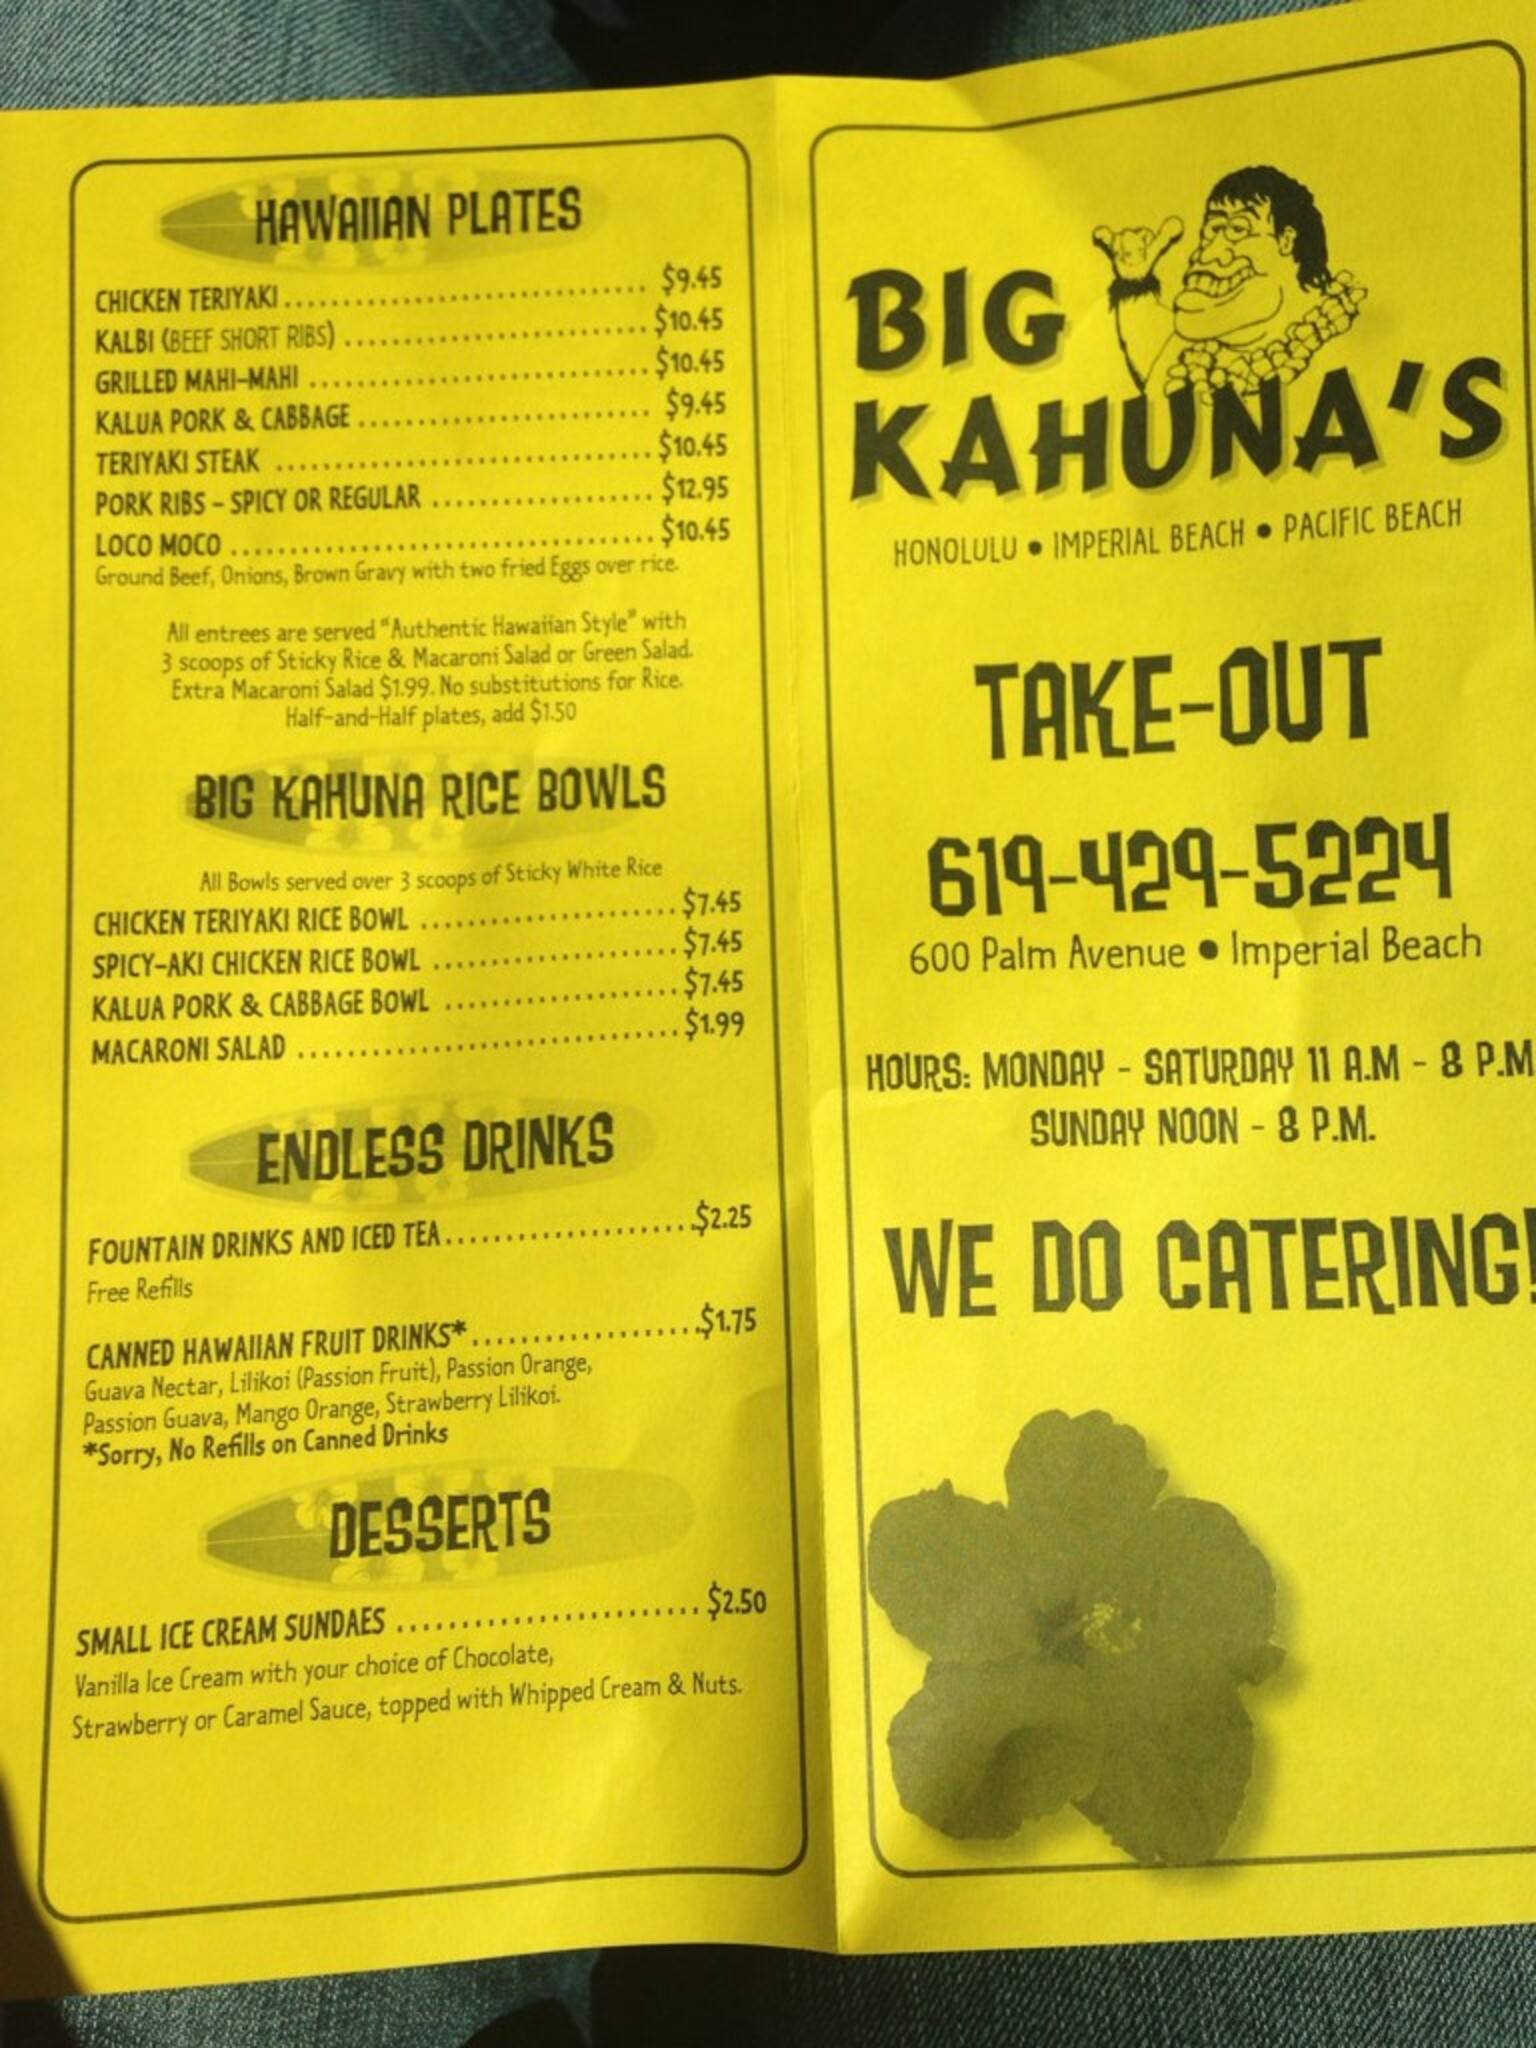 HAWAIIAN PLATES
CHICKEN TERIYAKI ................................ $9.45
KALBI (BEEF SHORT RIBS) ........................... $10.45
GRILLED MAHI-MAHI .............................. $10.45
KALUA PORK & CABBAGE .......................... $9.45
TERIYAKI STEAK ................................. $10.45
PORK RIBS - SPICY OR REGULAR ................... $12.95
LOCO MOCO ..................................... $10.45
Ground Beef, Onions, Brown Gravy with two fried Eggs over rice.
All entrees are served "Authentic Hawaiian Style" with
3 scoops of Sticky Rice & Macaroni Salad or Green Salad.
Extra Macaroni Salad $1.99. No substitutions for Rice.
Half-and-Half plates, add $1.50
BIG KAHUNA RICE BOWLS
All Bowls served over 3 scoops of Sticky White Rice
CHICKEN TERIYAKI RICE BOWL ...................... $7.45
SPICY-AKI CHICKEN RICE BOWL ..................... $7.45
KALUA PORK & CABBAGE BOWL .................... $7.45
MACARONI SALAD ................................. $1.99
ENDLESS DRINKS
FOUNTAIN DRINKS AND ICED TEA ..................... $2.25
Free Refills
CANNED HAWAIIAN FRUIT DRINKS* ................... $1.75
Guava Nectar, Lilikoi (Passion Fruit), Passion Orange,
Passion Guava, Mango Orange, Strawberry Lilikoi.
*Sorry, No Refills on Canned Drinks
DESSERTS
SMALL ICE CREAM SUNDAES ........................ $2.50
Vanilla Ice Cream with your choice of Chocolate,
Strawberry or Caramel Sauce, topped with Whipped Cream & Nuts.
BIG
KAHUNA'S
HONOLULU • IMPERIAL BEACH • PACIFIC BEACH
TAKE-OUT
619-429-5224
600 Palm Avenue • Imperial Beach
HOURS: MONDAY - SATURDAY 11 A.M - 8 P.M
SUNDAY NOON - 8 P.M.
WE DO CATERING!